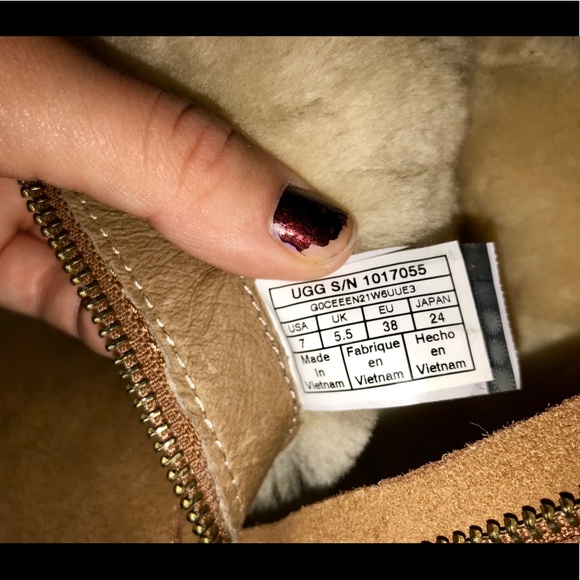 UGG S/N 1017055
G0CEEEN21W6UUE3
USA UK EU JAPAN
7 5.5 38 24
Made Fabrique Hecho
In en en
Vietnam Vietnam Vietnam